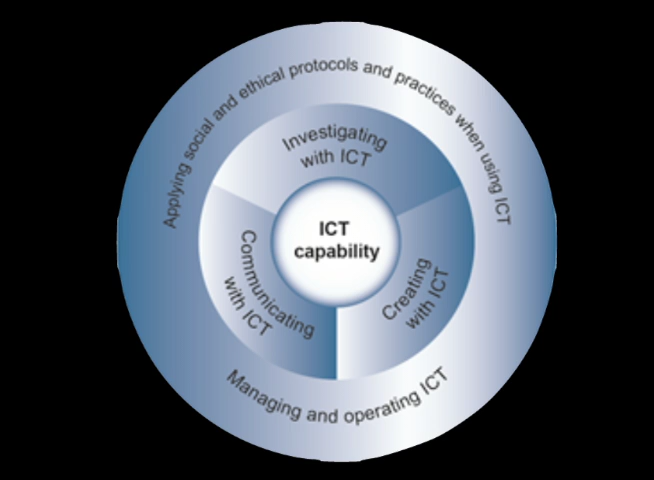 Applying social and ethical protocols and practices when using ICT
Investigating
with ICT
ICT
capability
Communicating
with ICT
Creating
with ICT
Managing and operating ICT